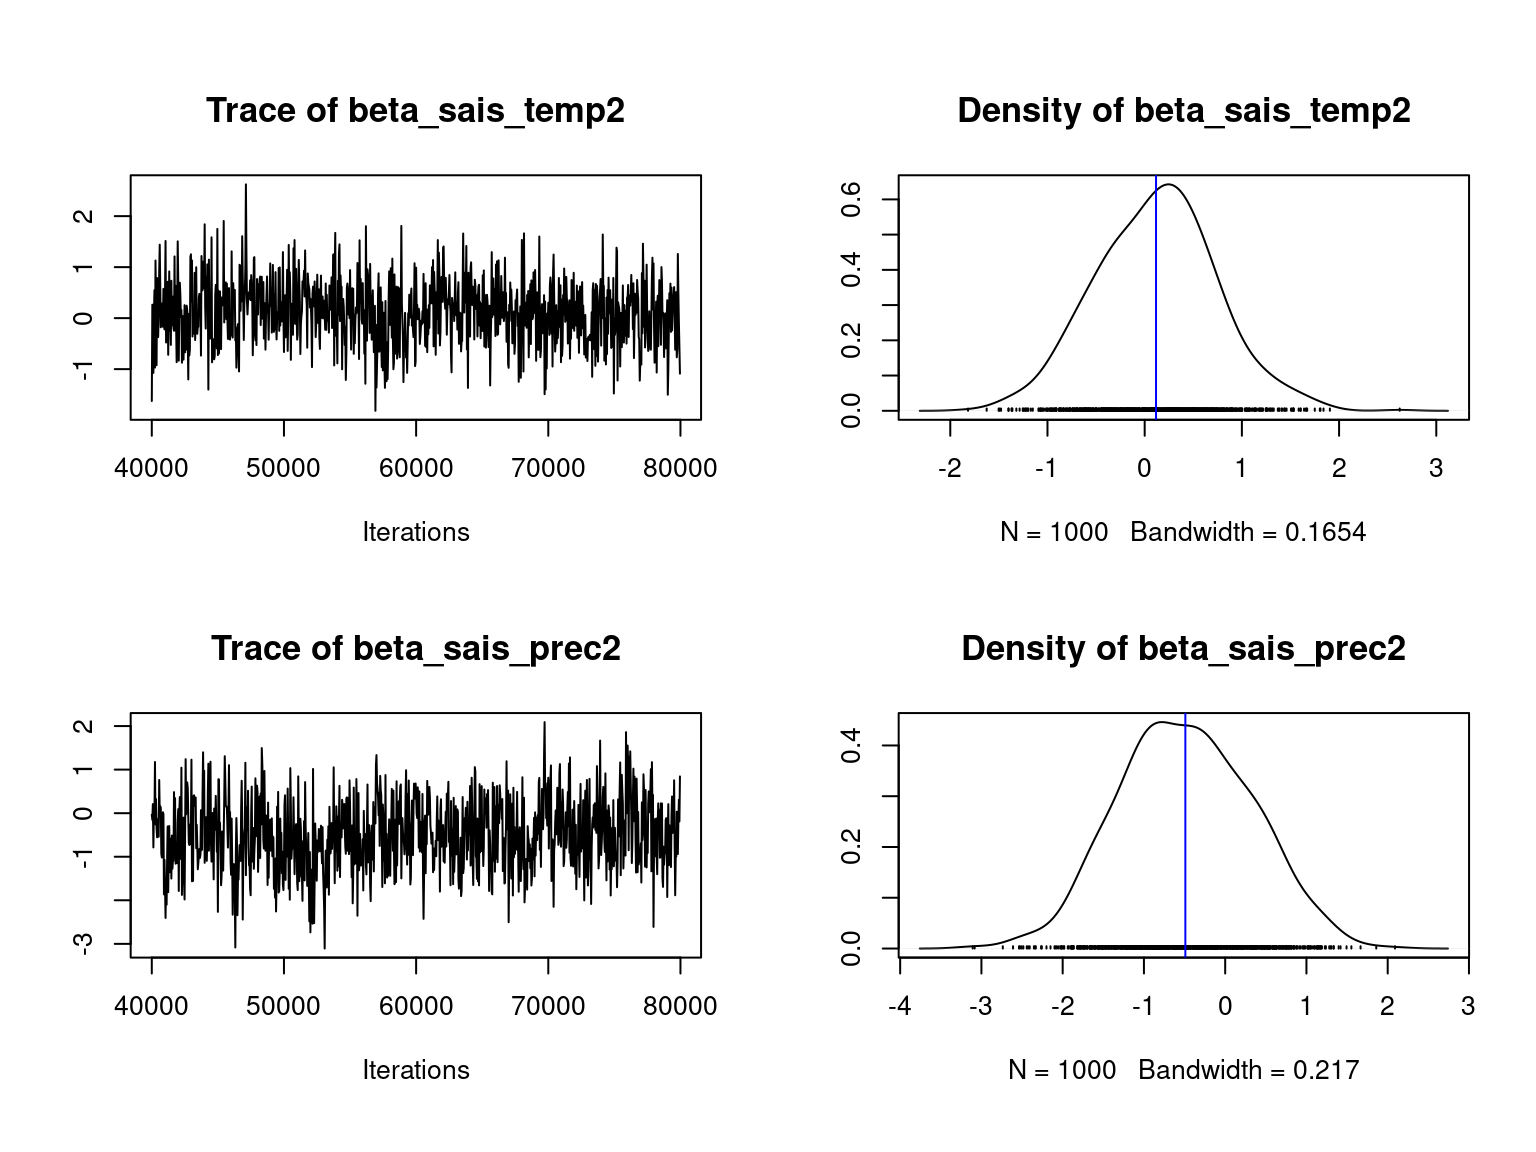 Trace of beta_sais_temp2
2
1
0
-1
40000 50000 60000 70000 80000
Iterations
Density of beta_sais_temp2
0.6
0.4
0.2
0.0
-2 -1 0 1 2 3
N = 1000 Bandwidth = 0.1654
Trace of beta_sais_prec2
2
1
0
-1
-3
40000 50000 60000 70000 80000
Iterations
Density of beta_sais_prec2
0.4
0.2
0.0
-4 -3 -2 -1 0 1 2 3
N = 1000 Bandwidth = 0.217